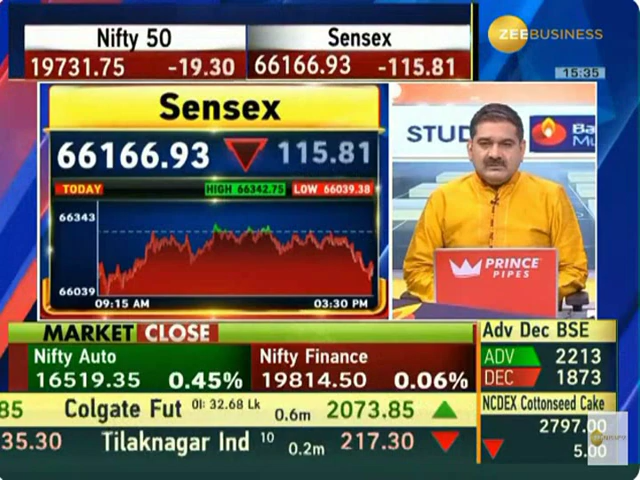 Nifty 50
19731.75 -19.30
Sensex
66166.93 -115.81
ZEEBUSINESS
15:35
Sensex
66166.93 115.81
TODAY
HIGH 66342.75
LOW 66039.38
66343
66039
09:15 AM
03:30 PM
STUD
Ba
Mu
PRINCE
PIPES
MARKET CLOSE
Nifty Auto
16519.35 0.45%
Nifty Finance
19814.50 0.06%
Adv Dec BSE
ADV 2213
DEC 1873
85 Colgate Fut OI: 32.68 Lk 0.6m 2073.85
35.30 Tilaknagar Ind 10 0.2m 217.30
NCDEX Cottonseed Cake
2797.00
5.00